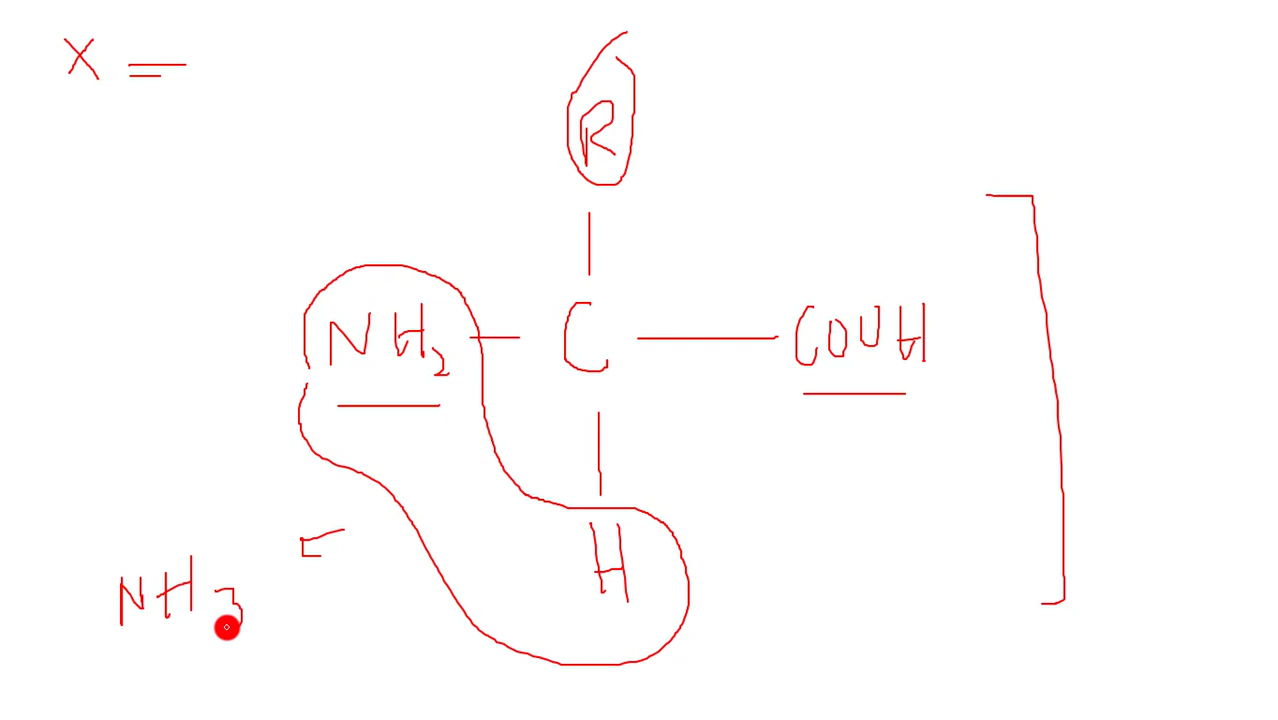 X =
R
NH2 - C — COOH
H
NH3